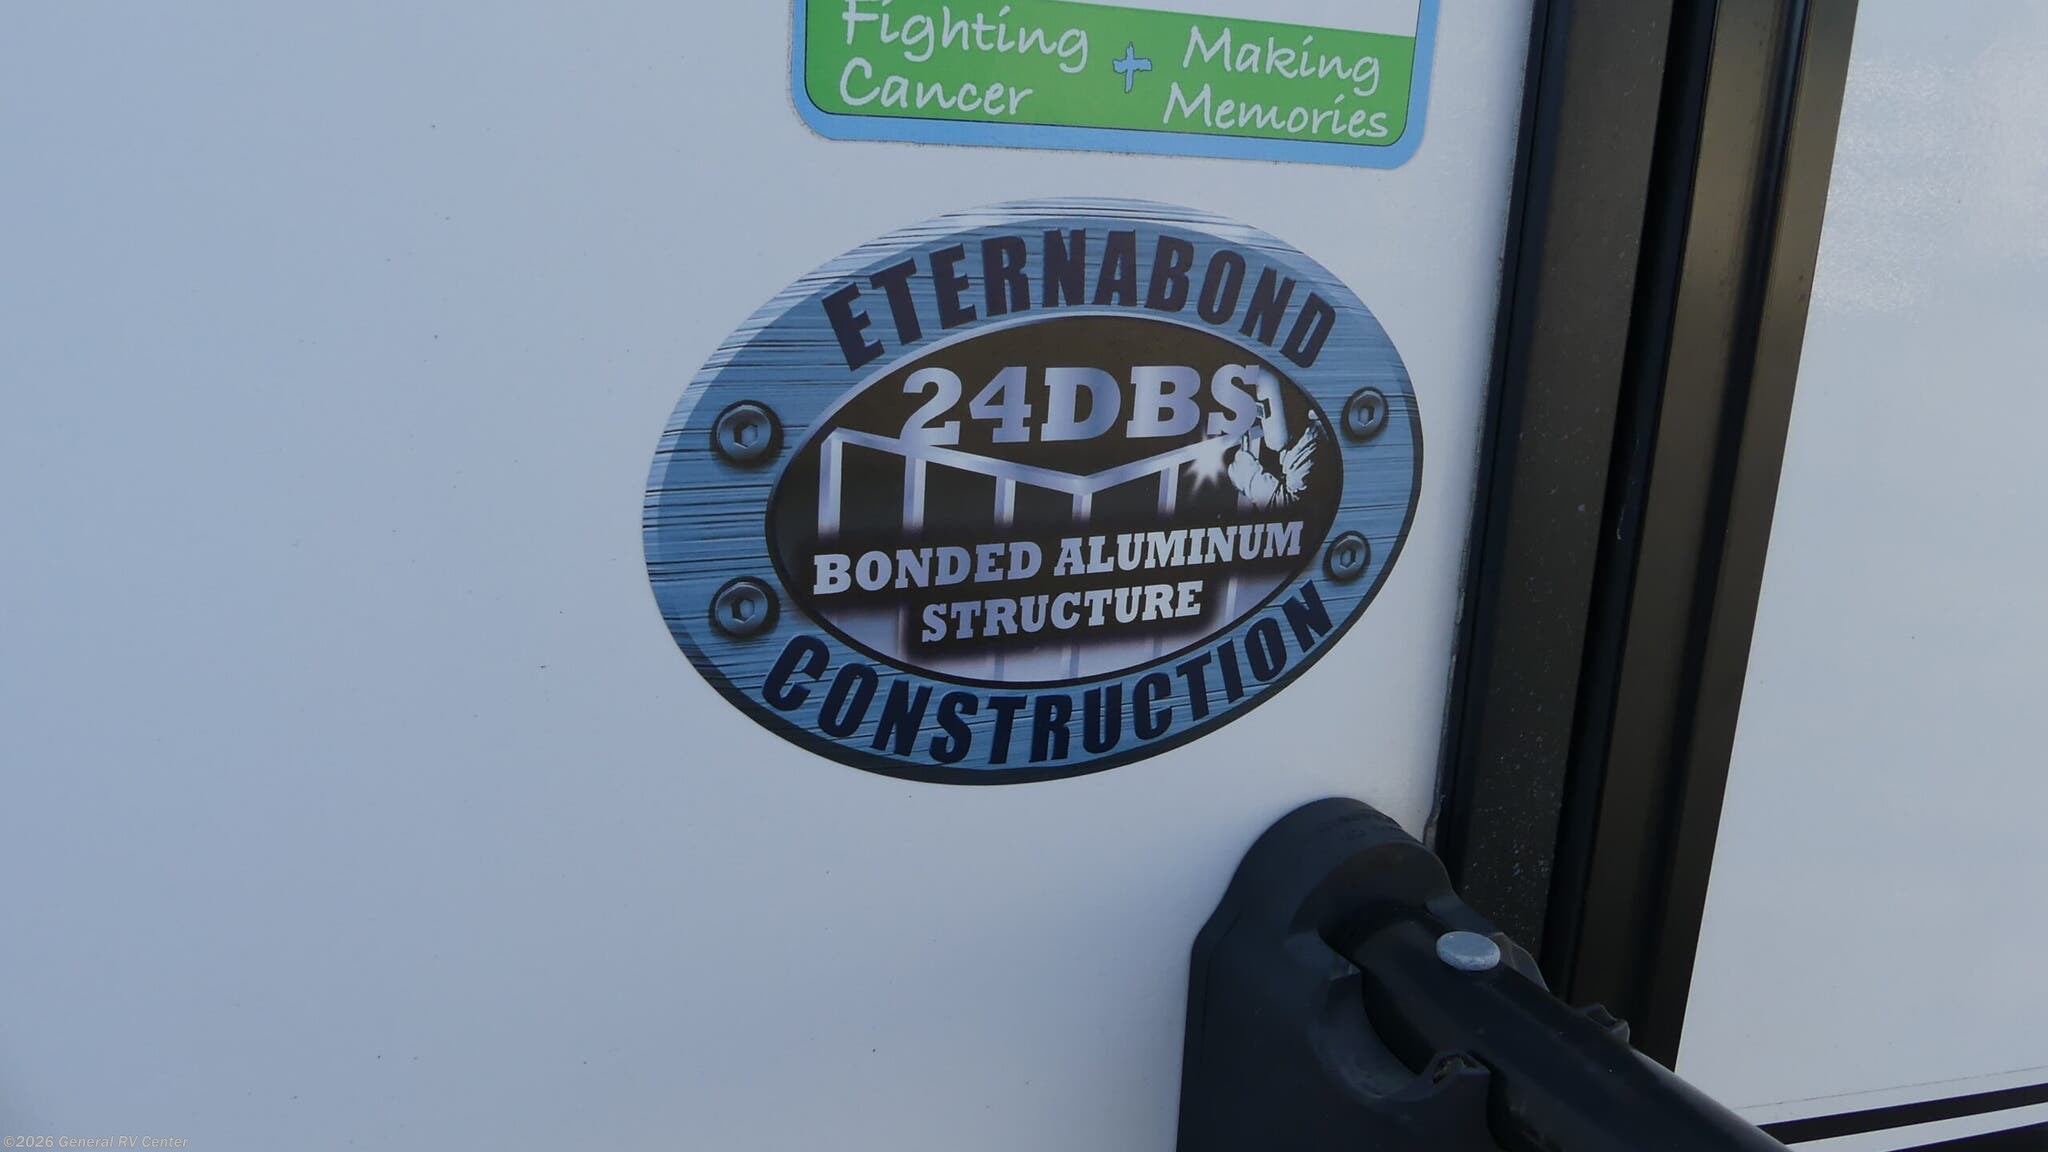 Fighting
Cancer
+
Making
Memories
ETERNABOND
24DBS
BONDED ALUMINUM
STRUCTURE
CONSTRUCTION
©2026 General RV Center